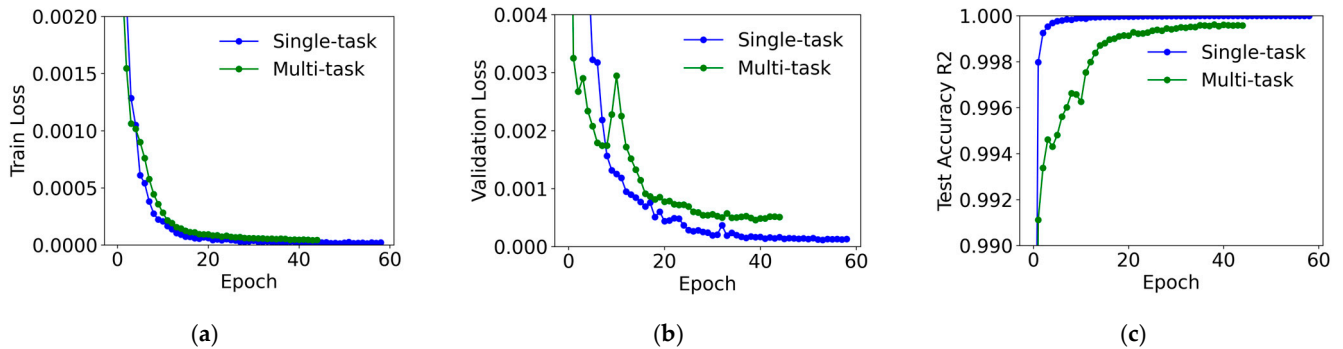 Train Loss
0.0020
0.0015
0.0010
0.0005
0.0000
Single-task
Multi-task
0 20 40 60
Epoch
(a)
Validation Loss
0.004
0.003
0.002
0.001
0.000
Single-task
Multi-task
0 20 40 60
Epoch
(b)
Test Accuracy R2
1.000
0.998
0.996
0.994
0.992
0.990
Single-task
Multi-task
0 20 40 60
Epoch
(c)